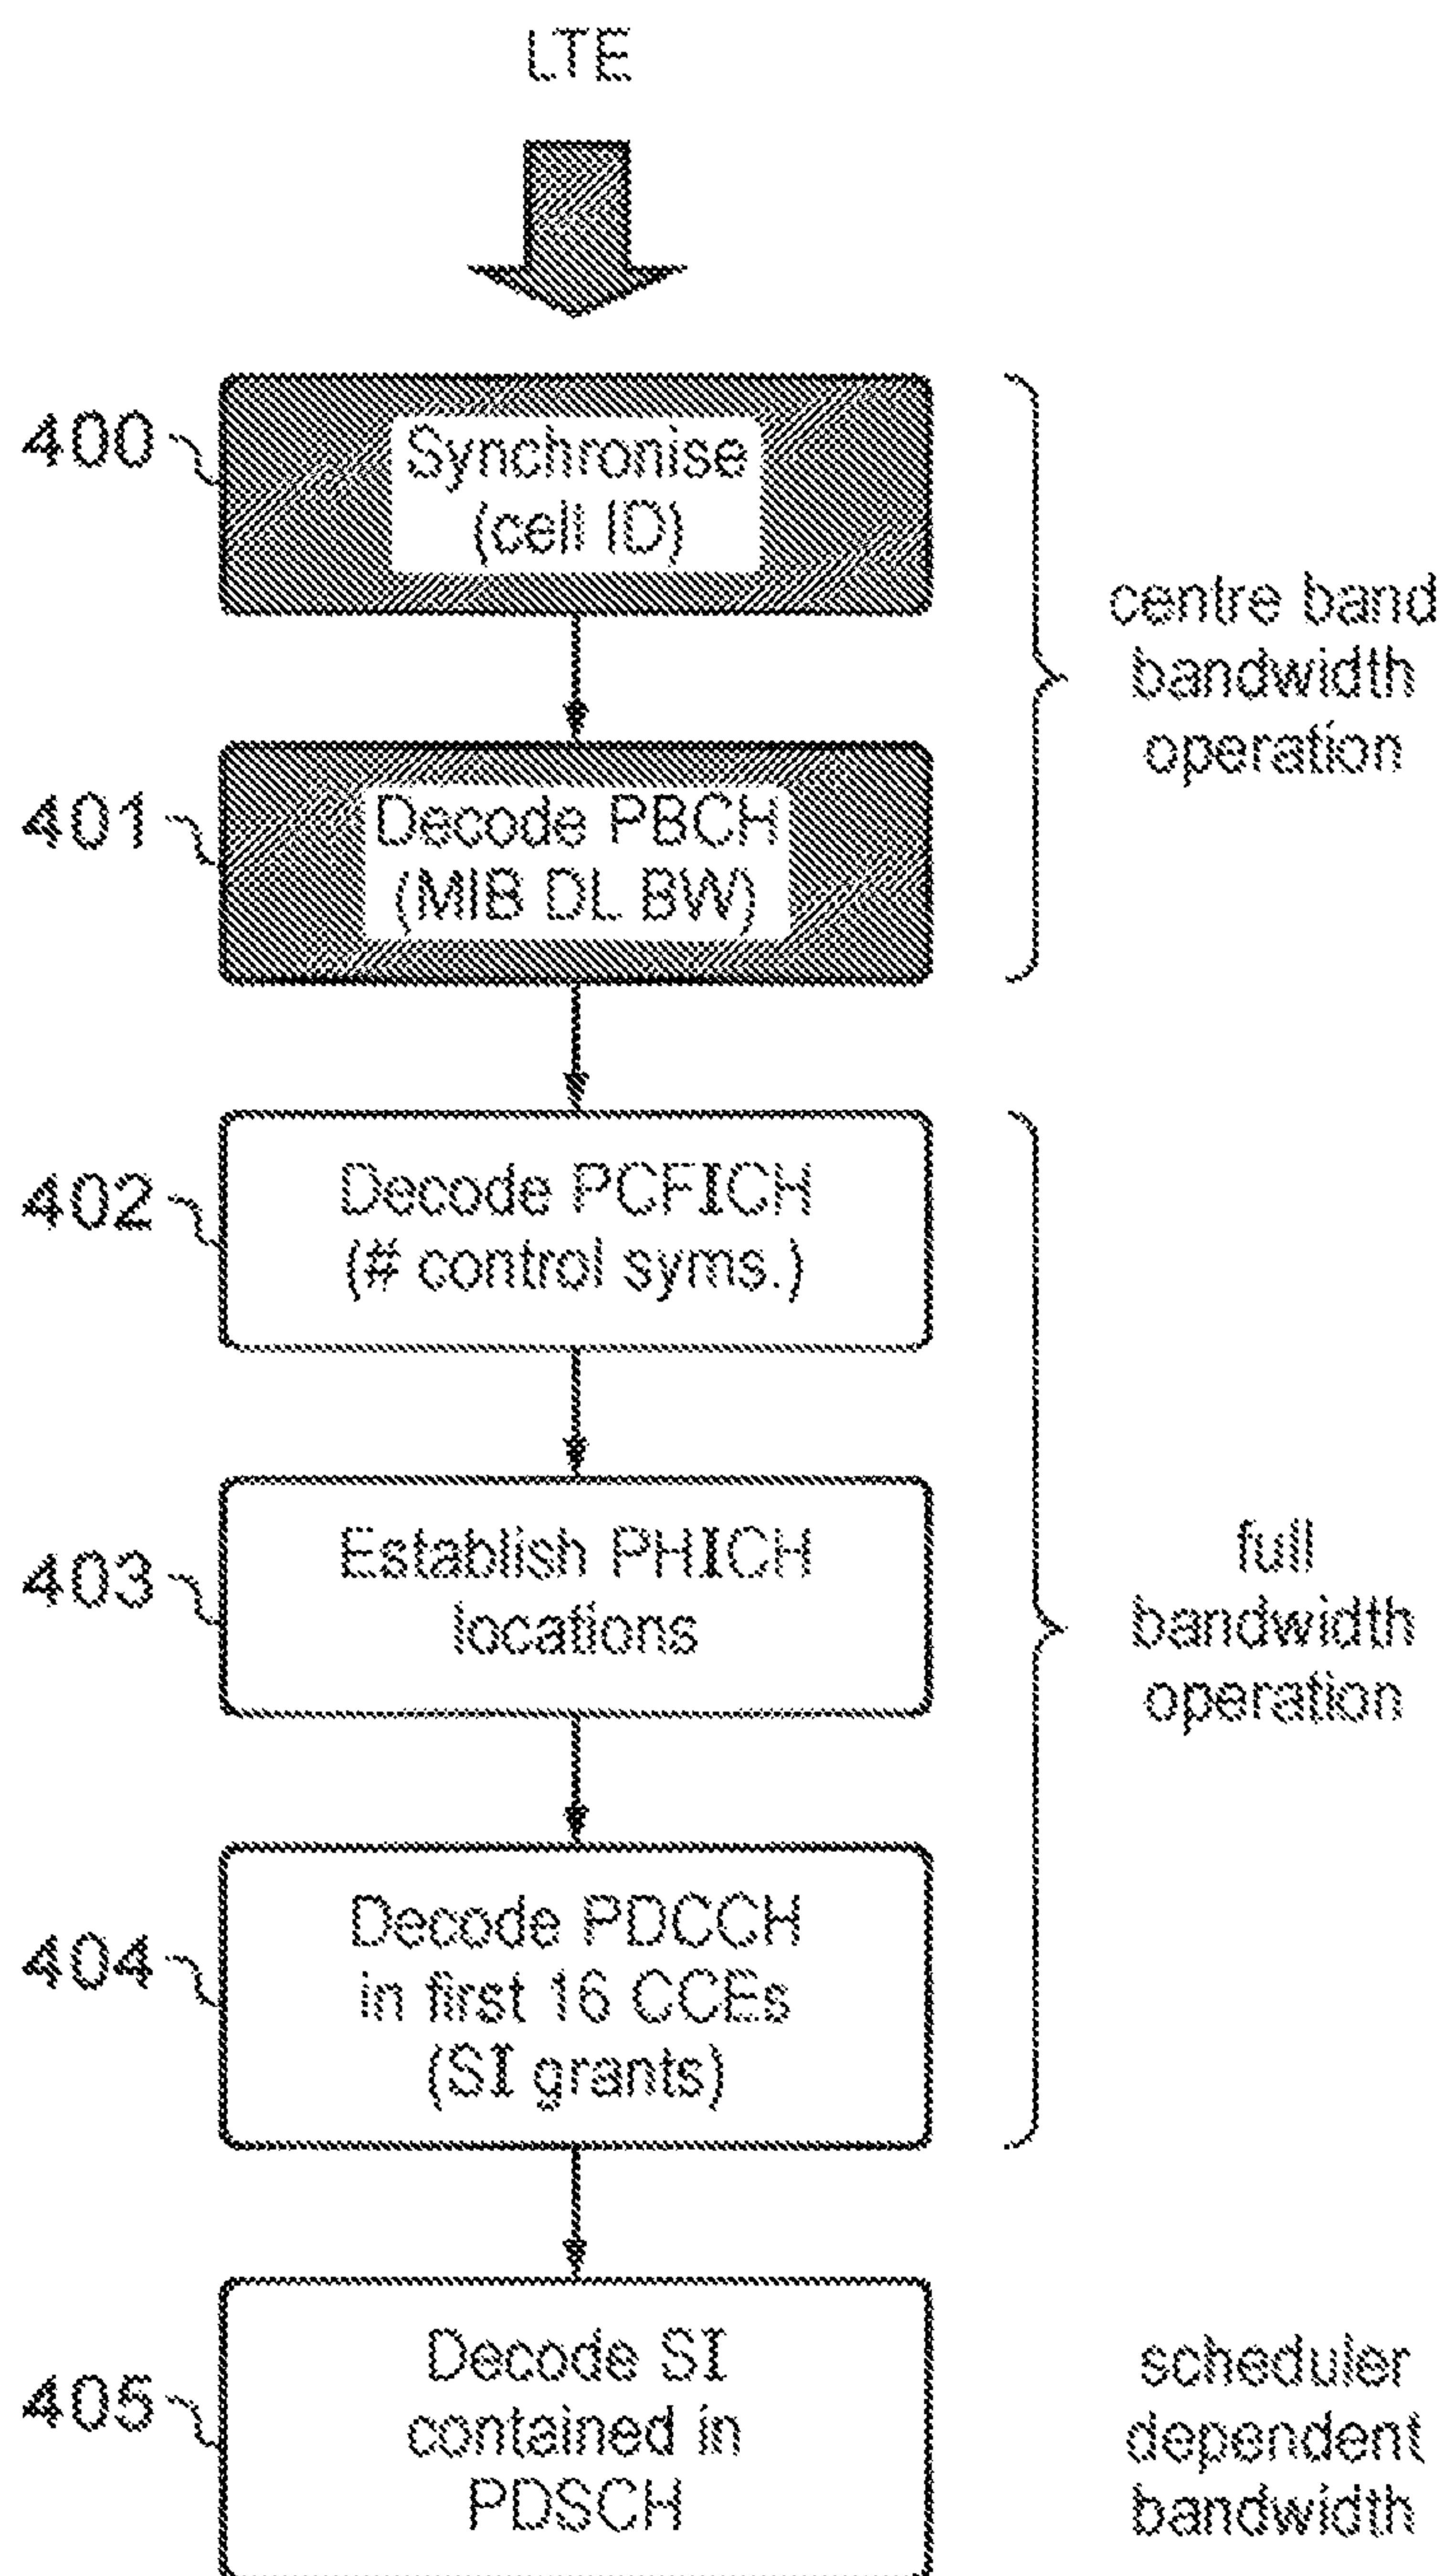 LTE
400
Synchronise
(cell ID)
401
Decode PBCH
(MIB DL BW)
centre band
bandwidth
operation
402
Decode PCFICH
(# control syms.)
403
Establish PHICH
locations
404
Decode PDCCH
in first 16 CCEs
(SI grants)
full
bandwidth
operation
405
Decode SI
contained in
PDSCH
scheduler
dependent
bandwidth